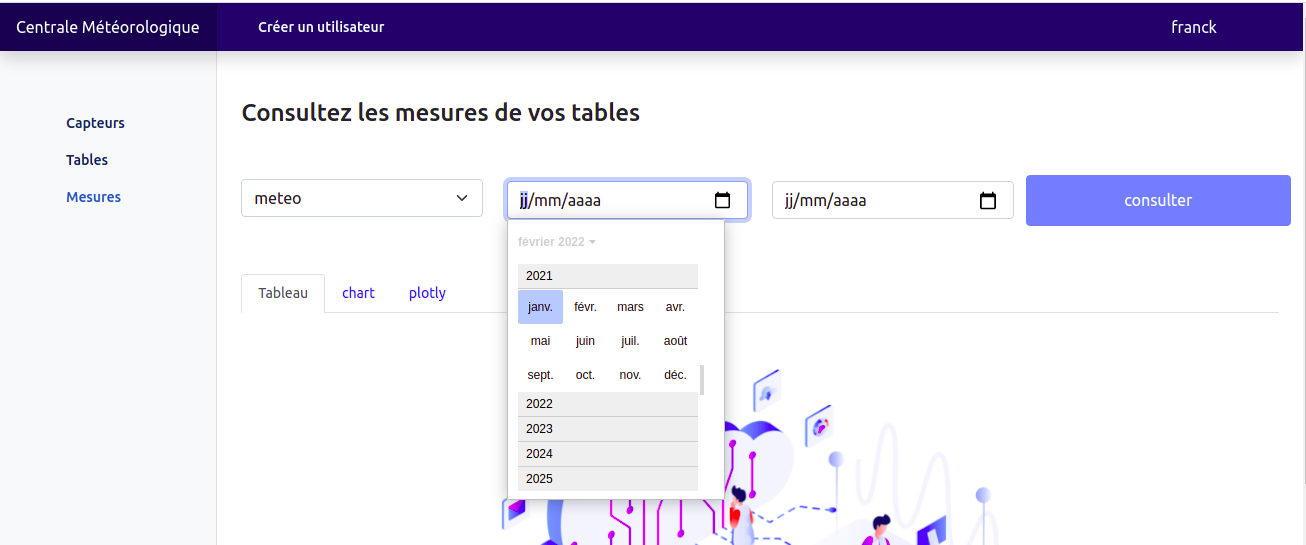 Centrale Météorologique
Créer un utilisateur
franck
Capteurs
Tables
Mesures
Consultez les mesures de vos tables
meteo
jj/mm/aaaa
jj/mm/aaaa
consulter
février 2022
2021
janv. févr. mars avr.
mai juin juil. août
sept. oct. nov. déc.
2022
2023
2024
2025
Tableau
chart
plotly